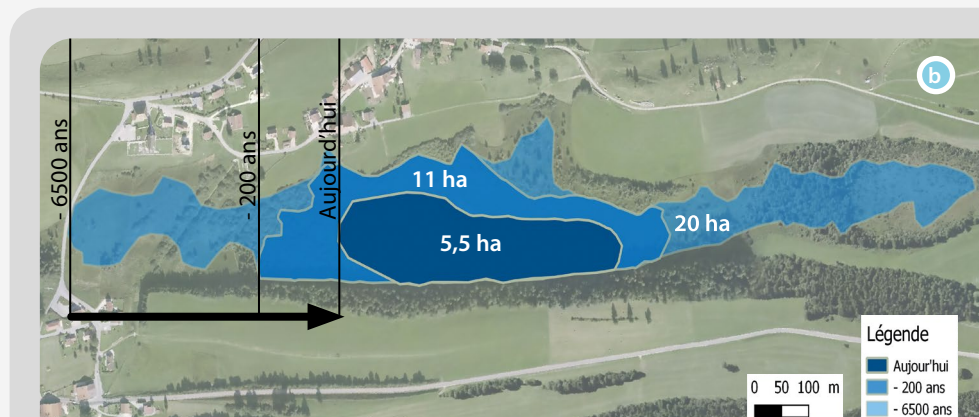 b
- 6500 ans
- 200 ans
Aujourd'hui
11 ha
5,5 ha
20 ha
0 50 100 m
Légende
Aujour'hui
- 200 ans
- 6500 ans